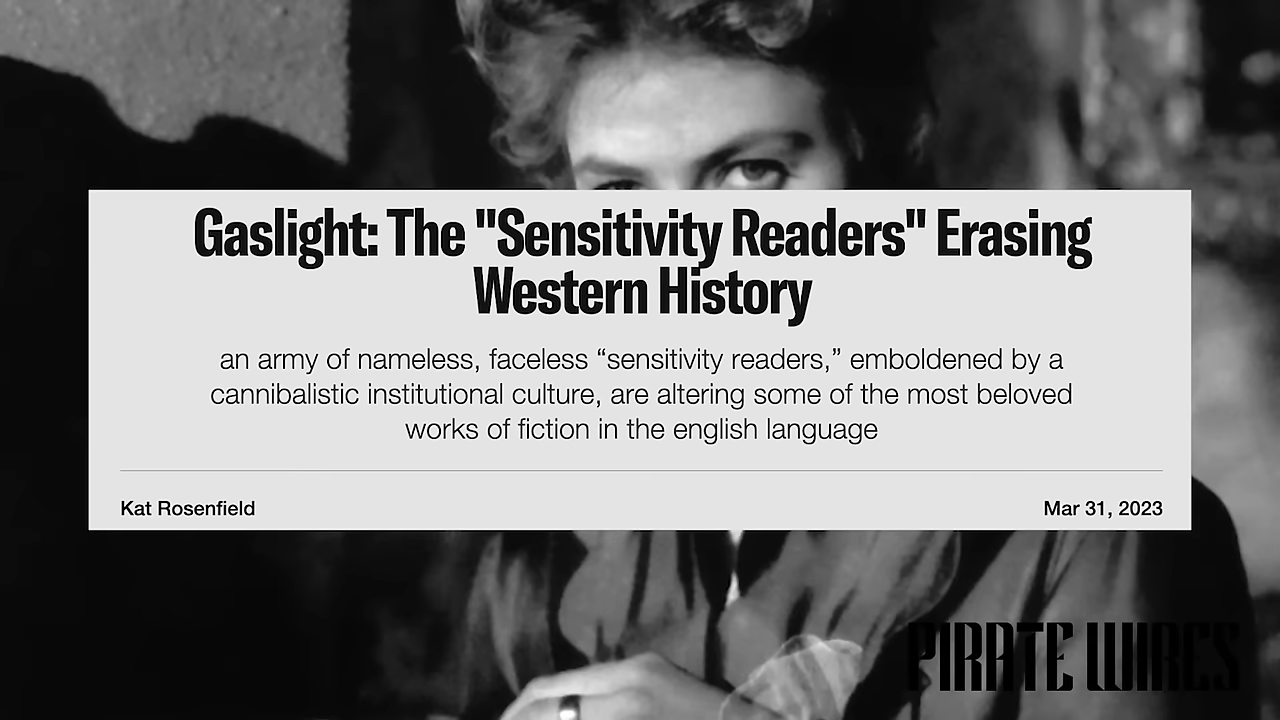 Gaslight: The "Sensitivity Readers" Erasing
Western History
an army of nameless, faceless “sensitivity readers,” emboldened by a
cannibalistic institutional culture, are altering some of the most beloved
works of fiction in the english language
Kat Rosenfield
Mar 31, 2023
PIRATE WIRES